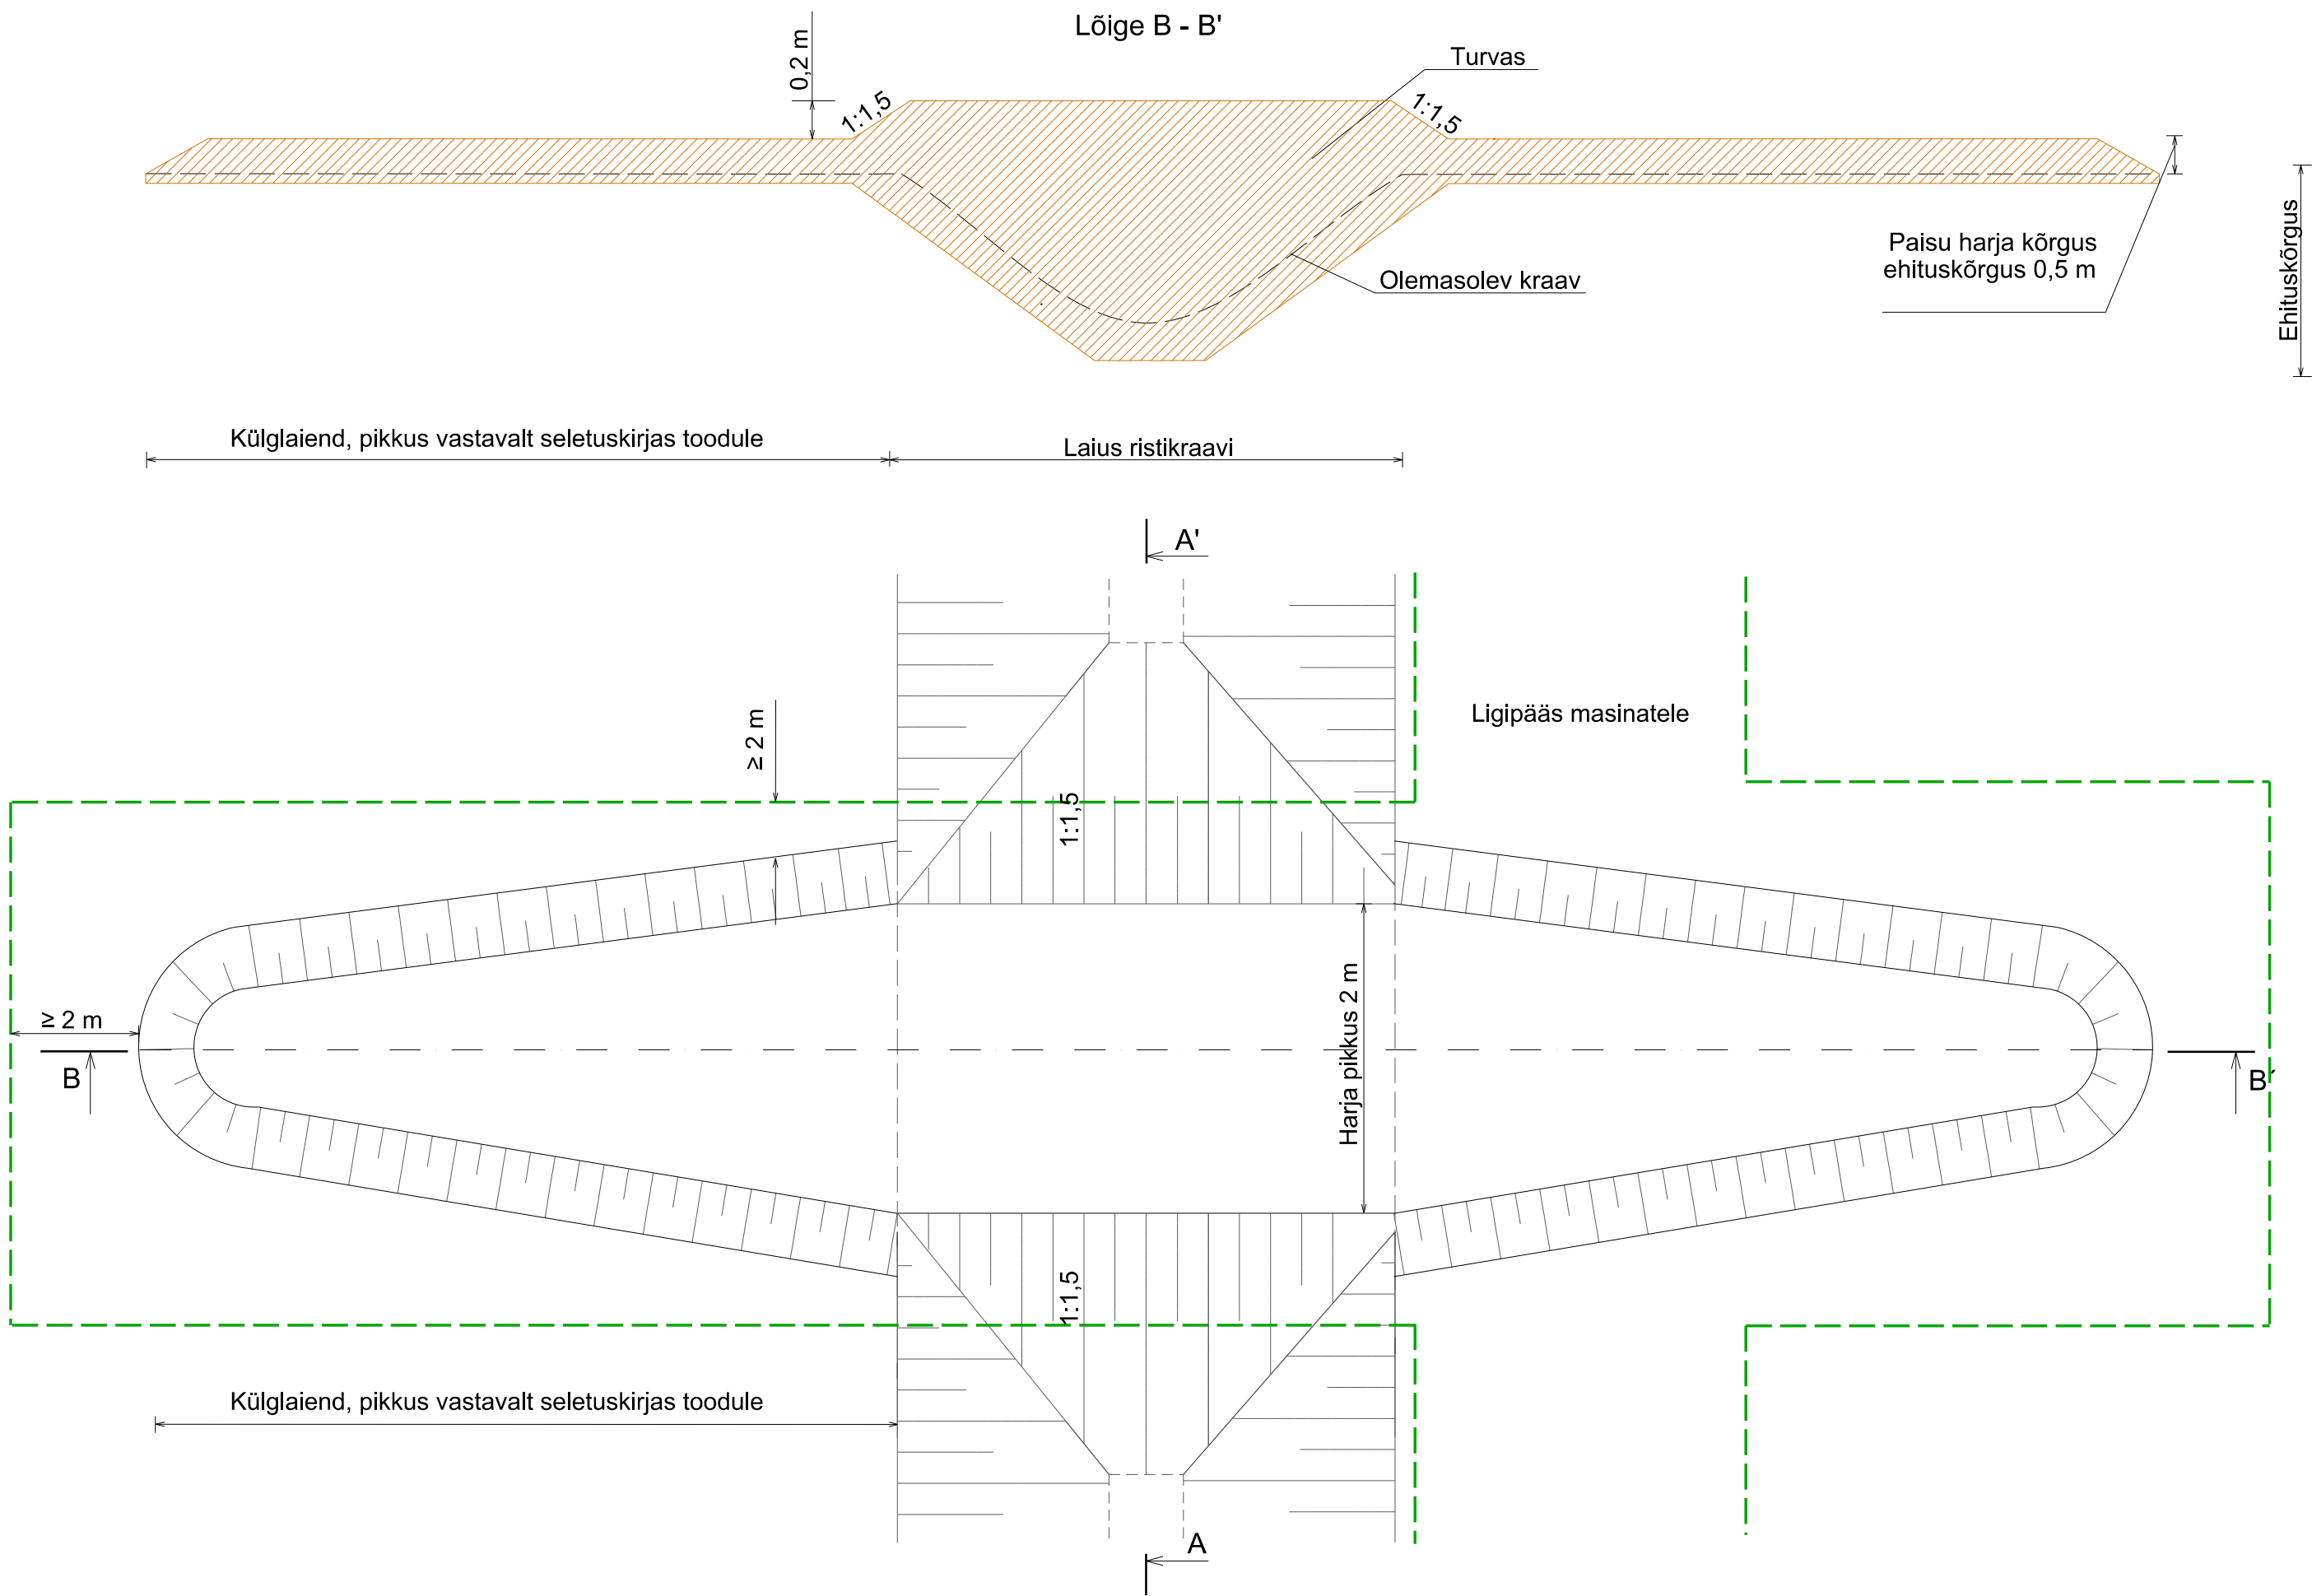 Lõige B - B'
0,2 m
Turvas
1:1,5
1:1,5
Paisu harja kõrgus
ehituskõrgus 0,5 m
Ehituskõrgus
Olemasolev kraav
Külglaiend, pikkus vastavalt seletuskirjas toodule
Laius ristikraavi
A'
Ligipääs masinatele
≥ 2 m
1:1,5
Harja pikkus 2 m
≥ 2 m
B
B´
1:1,5
Külglaiend, pikkus vastavalt seletuskirjas toodule
A